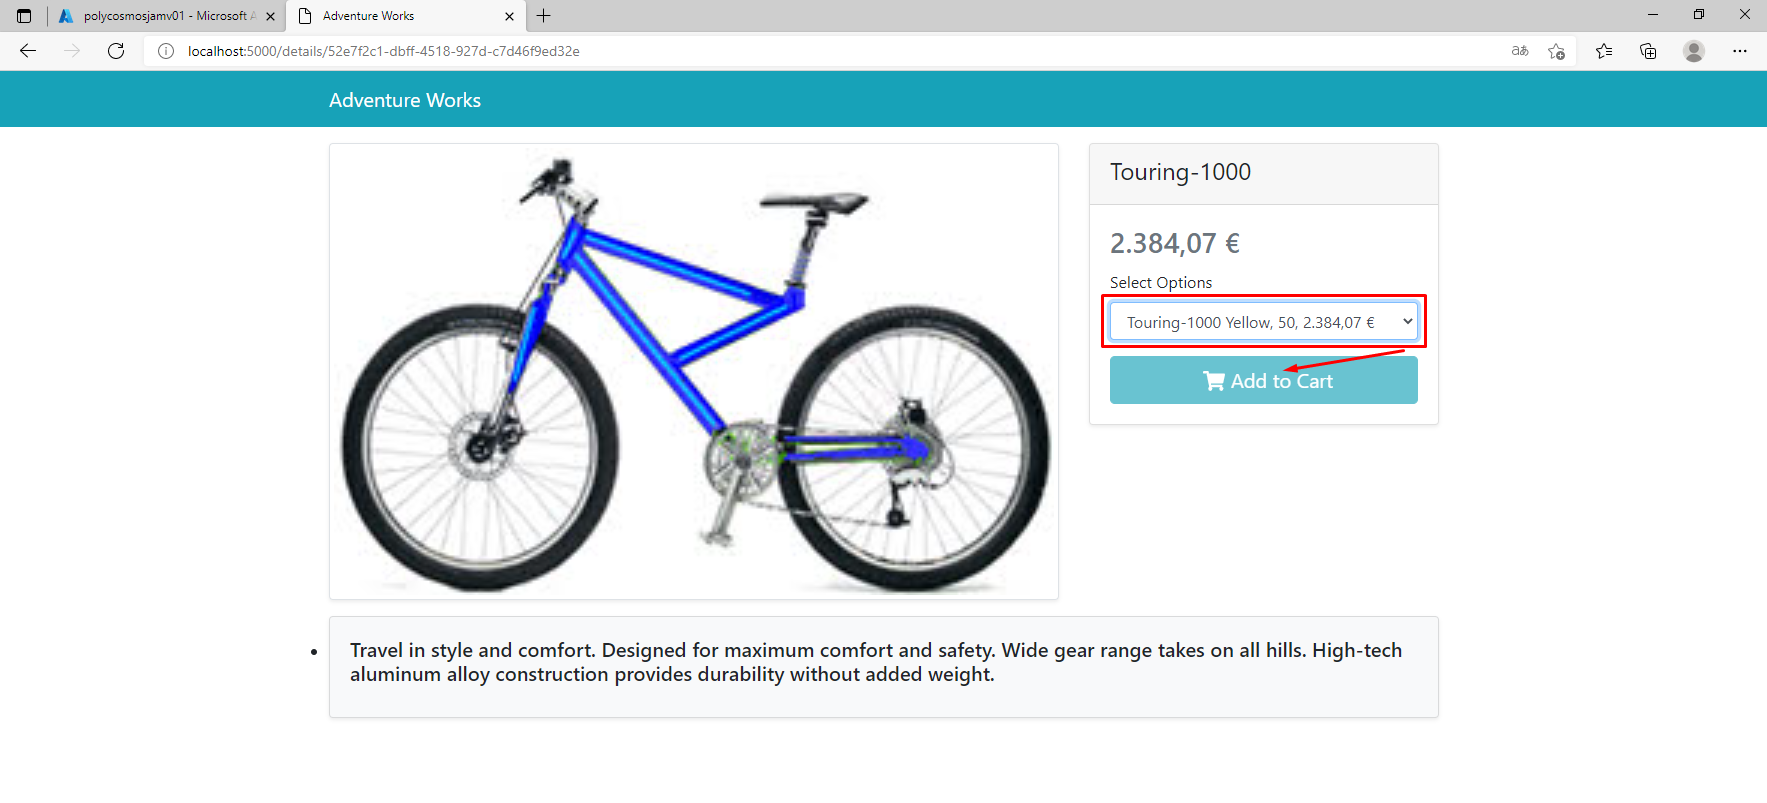 polycosmosjamv01 - Microsoft A
Adventure Works
localhost:5000/details/52e7f2c1-dbff-4518-927d-c7d46f9ed32e
aあ
Adventure Works
Touring-1000
2.384,07 €
Select Options
Touring-1000 Yellow, 50, 2.384,07 €
Add to Cart
Travel in style and comfort. Designed for maximum comfort and safety. Wide gear range takes on all hills. High-tech
aluminum alloy construction provides durability without added weight.